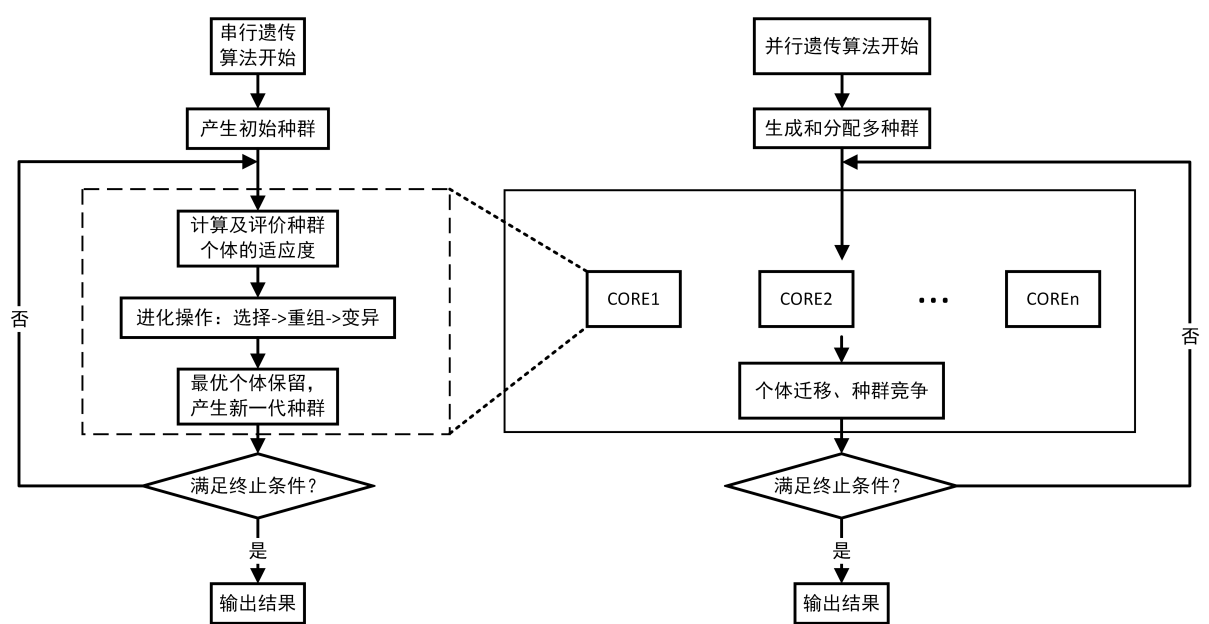 串行遗传
算法开始
产生初始种群
计算及评价种群
个体的适应度
进化操作：选择->重组->变异
最优个体保留，
产生新一代种群
满足终止条件？
否
是
输出结果
并行遗传算法开始
生成和分配多种群
CORE1
CORE2
...
COREn
个体迁移、种群竞争
满足终止条件？
否
是
输出结果